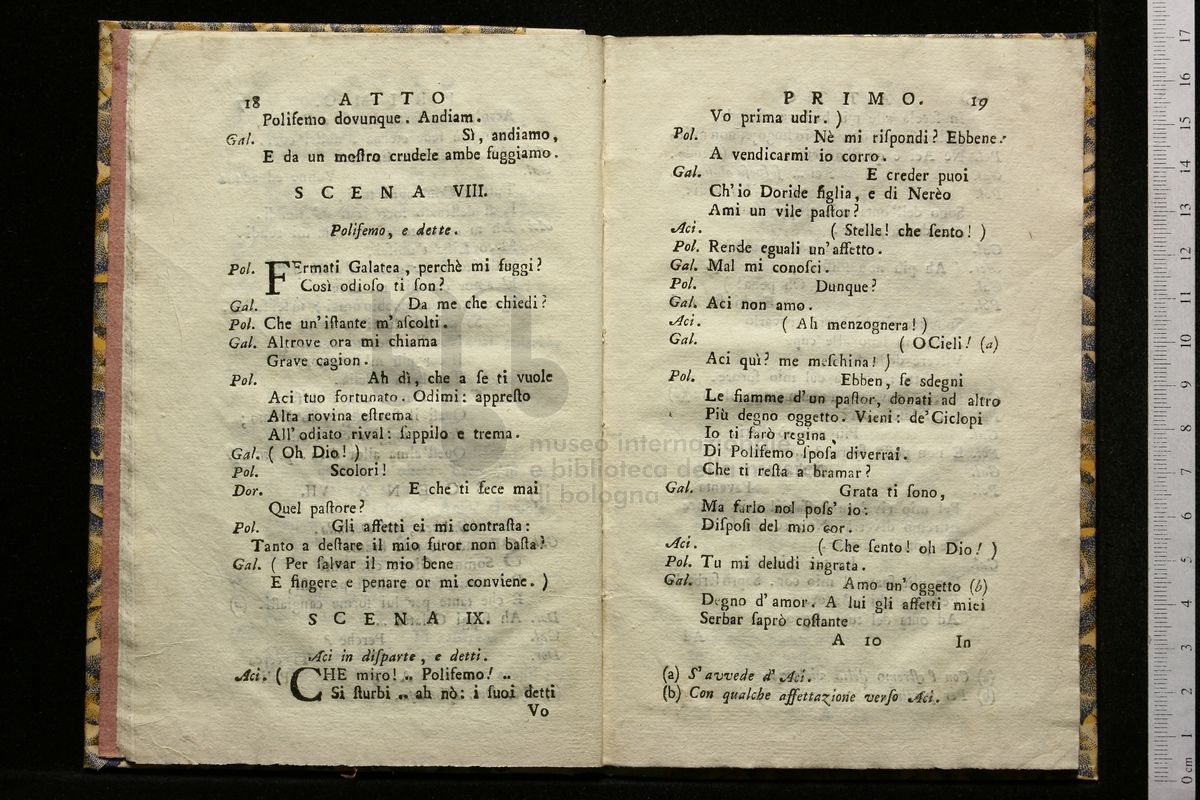 18 ATTO
Polifemo dovunque. Andiam.
Gal. Sì, andiamo,
E da un moſtro crudele ambe fuggiamo.
SCENA VIII.
Polifemo, e dette.
Pol. FErmati Galatea, perchè mi fuggi?
Così odioſo ti ſon?
Gal. Da me che chiedi?
Pol. Che un'iſtante m'aſcolti.
Gal. Altrove ora mi chiama
Grave cagion.
Pol. Ah dì, che a ſe ti vuole
Aci tuo fortunato. Odimi: appreſto
Alta rovina eſtrema
All'odiato rival: ſappilo e trema.
Gal. ( Oh Dio! )
Pol. Scolori!
Dor. E che ti fece mai
Quel paſtore?
Pol. Gli affetti ei mi contraſta:
Tanto a deſtare il mio furor non baſta?
Gal. ( Per ſalvar il mio bene
E fingere e penare or mi conviene. )
SCENA IX.
Aci in diſparte, e detti.
Aci. ( CHE miro! .. Polifemo! ..
Si ſturbi .. ah nò: i ſuoi detti
Vo
PRIMO. 19
Vo prima udir. )
Pol. Nè mi riſpondi? Ebbene:
A vendicarmi io corro.
Gal. E creder puoi
Ch'io Doride figlia, e di Nerèo
Ami un vile paſtor?
Aci. ( Stelle! che ſento! )
Pol. Rende eguali un'affetto.
Gal. Mal mi conoſci.
Pol. Dunque?
Gal. Aci non amo.
Aci. ( Ah menzognera! )
Gal. ( O Cieli! (a)
Aci quì? me meſchina! )
Pol. Ebben, ſe sdegni
Le fiamme d'un paſtor, donati ad altro
Più degno oggetto. Vieni: de'Ciclopi
Io ti farò regina,
Di Polifemo ſpoſa diverrai.
Che ti reſta a bramar?
Gal. Grata ti ſono,
Ma farlo nol poſs' io:
Diſpoſi del mio cor.
Aci. ( Che ſento! oh Dio! )
Pol. Tu mi deludi ingrata.
Gal. Amo un'oggetto (b)
Degno d'amor. A lui gli affetti miei
Serbar ſaprò coſtante
A 10 In
(a) S'avvede d'Aci.
(b) Con qualche affettazione verſo Aci.
museo internazionale
e biblioteca della musica
di bologna